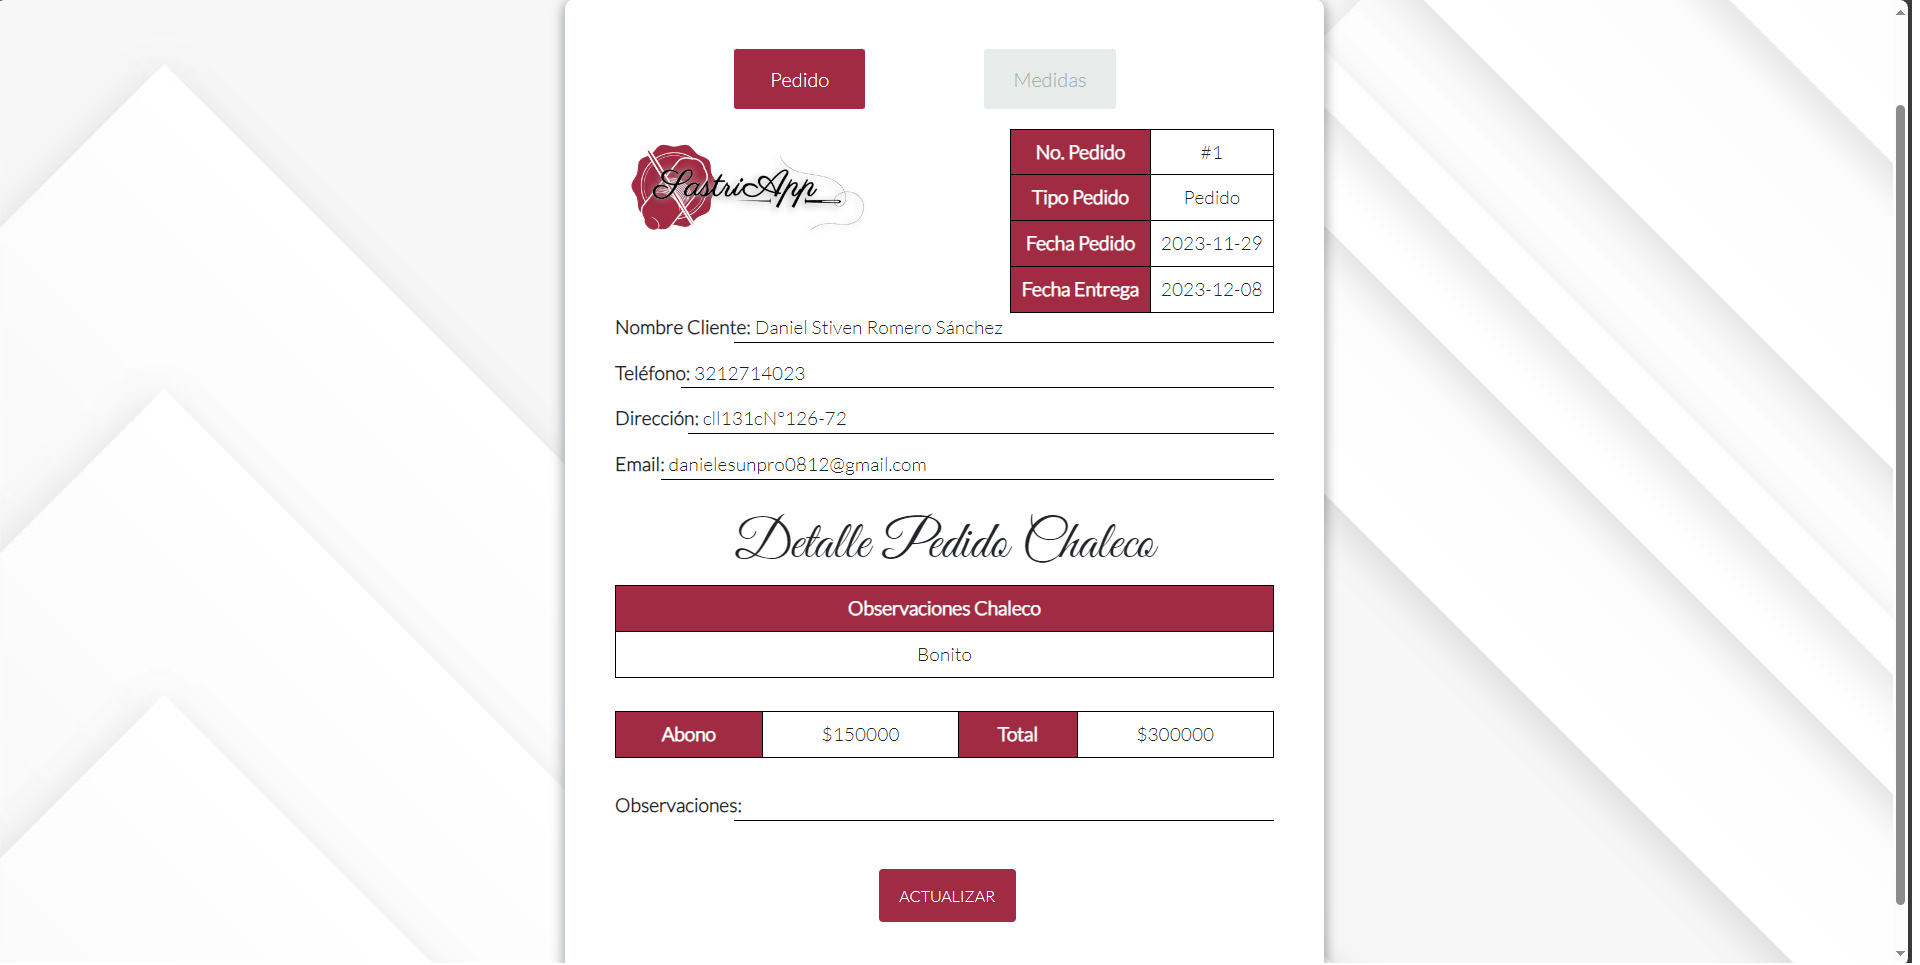 Pedido
Medidas
SastriApp
No. Pedido #1
Tipo Pedido Pedido
Fecha Pedido 2023-11-29
Fecha Entrega 2023-12-08
Nombre Cliente: Daniel Stiven Romero Sánchez
Teléfono: 3212714023
Dirección: cll131cN°126-72
Email: danielesunpro0812@gmail.com
Detalle Pedido Chaleco
Observaciones Chaleco
Bonito
Abono $150000 Total $300000
Observaciones:
ACTUALIZAR